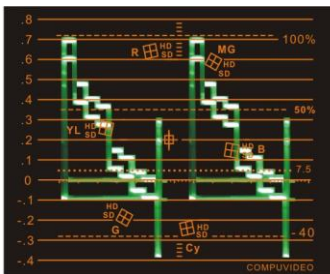 .8
.7 100%
R HD SD MG HD SD
.6
.5
.4 50%
.3
YL HD SD
.2
HD SD B
.1
7.5
0
-.1
HD SD
G
-.2
HD SD
-.3 -40
Cy
-.4
COMPUVIDEO